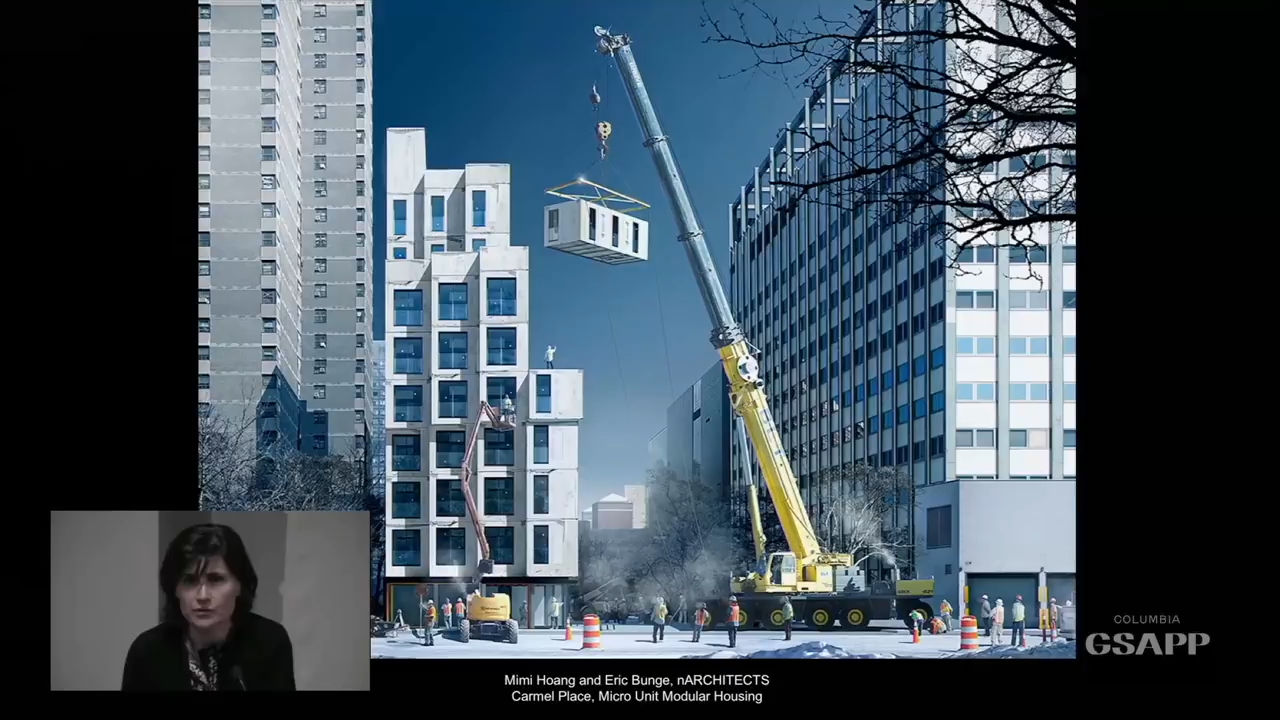 COLUMBIA
GSAPP
Mimi Hoang and Eric Bunge, nARCHITECTS
Carmel Place, Micro Unit Modular Housing